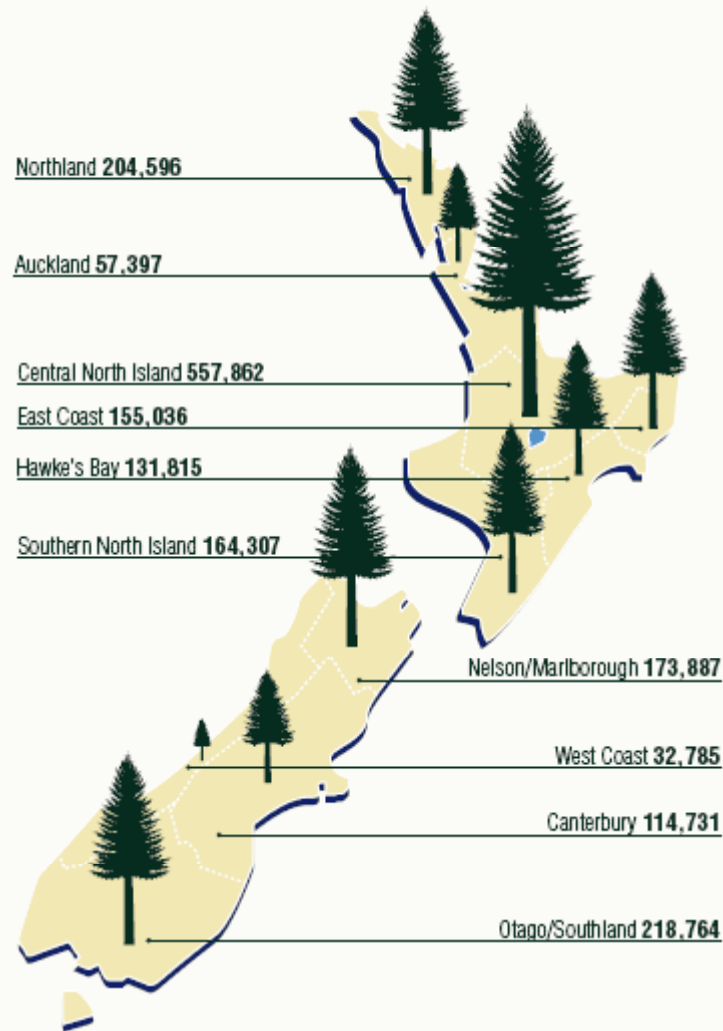 Northland 204,596
Auckland 57,397
Central North Island 557,862
East Coast 155,036
Hawke's Bay 131,815
Southern North Island 164,307
Nelson/Marlborough 173,887
West Coast 32,785
Canterbury 114,731
Otago/Southland 218,764